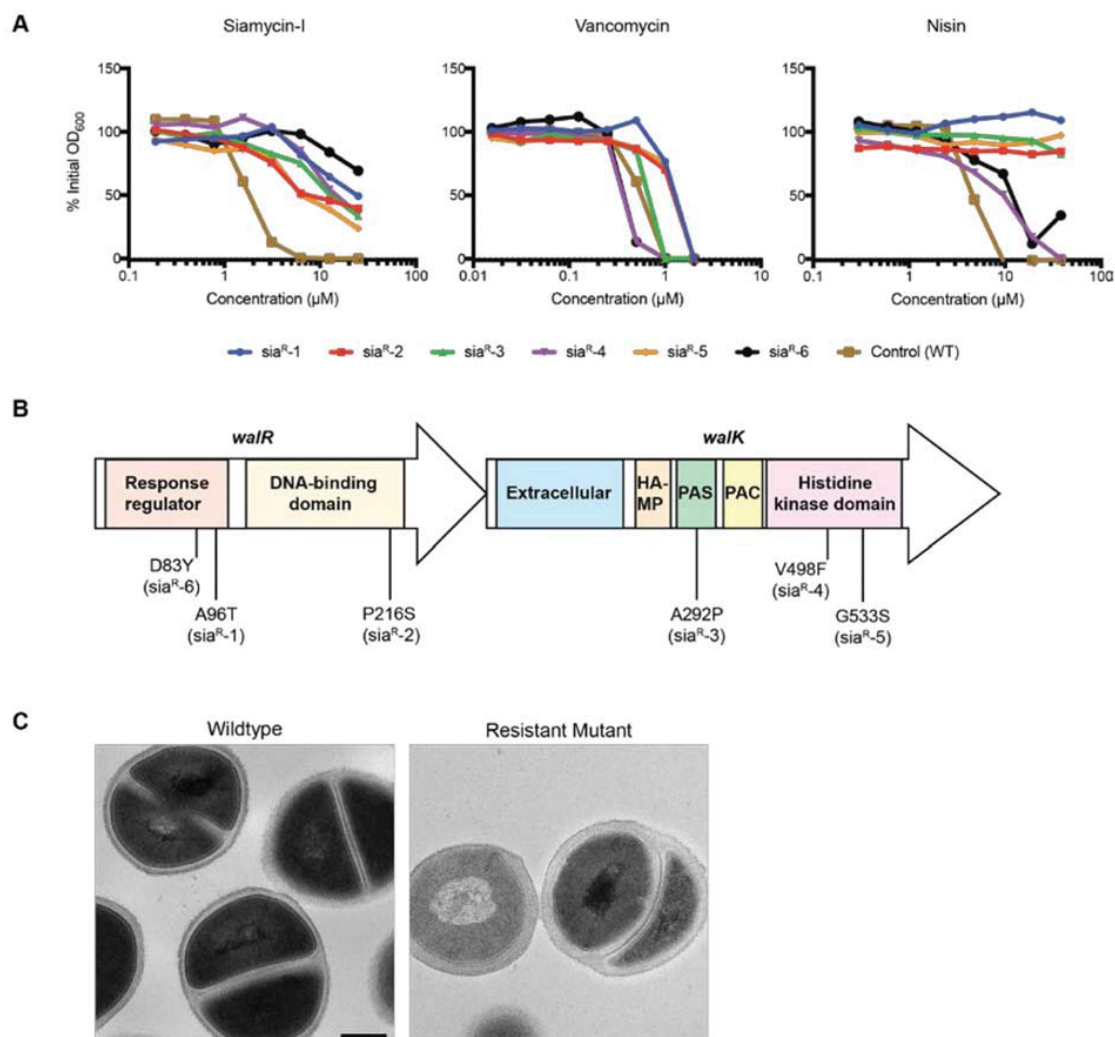 A
Siamycin-I
Vancomycin
Nisin
% Initial OD600
150
100
50
0
0.1
1
10
100
Concentration (µM)
150
100
50
0
0.01
0.1
1
10
Concentration (µM)
150
100
50
0
0.1
1
10
100
Concentration (µM)
siaR-1 siaR-2 siaR-3 siaR-4 siaR-5 siaR-6 Control (WT)
B
walR
walK
Response
regulator
DNA-binding
domain
Extracellular
HA-
MP
PAS
PAC
Histidine
kinase domain
D83Y
(siaR-6)
A96T
(siaR-1)
P216S
(siaR-2)
A292P
(siaR-3)
V498F
(siaR-4)
G533S
(siaR-5)
C
Wildtype
Resistant Mutant